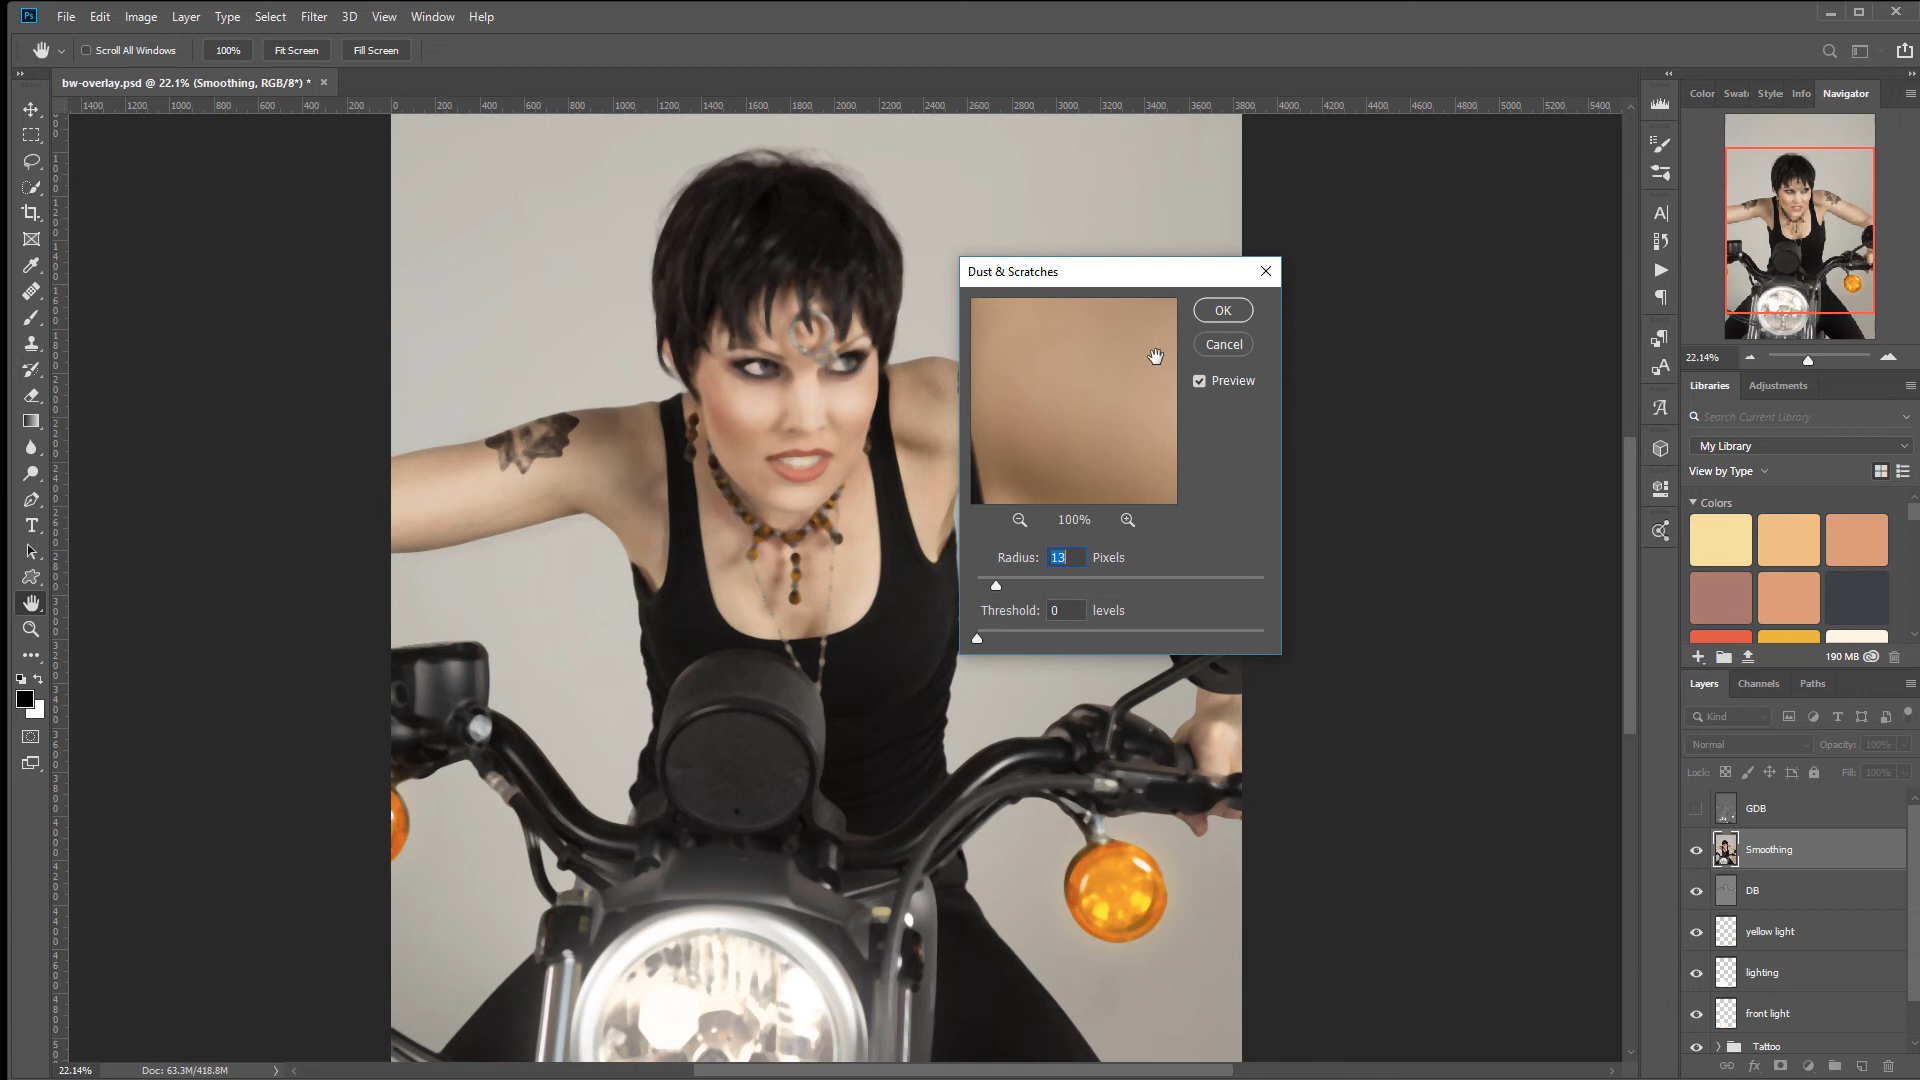 Ps File Edit Image Layer Type Select Filter 3D View Window Help
Scroll All Windows 100% Fit Screen Fill Screen
bw-overlay.psd @ 22.1% (Smoothing, RGB/8*) * ×
1400 1200 1000 800 600 400 200 0 200 400 600 800 1000 1200 1400 1600 1800 2000 2200 2400 2600 2800 3000 3200 3400 3600 3800 4000 4200 4400 4600 4800 5000 5200 5400
Color Swatc Styles Info Navigator
22.14%
Libraries Adjustments
Search Current Library
My Library
View by Type
Colors
190 MB
Dust & Scratches
OK
Cancel
Preview
100%
Radius: 13 Pixels
Threshold: 0 levels
Layers Channels Paths
Kind
Normal Opacity: 100%
Lock: Fill: 100%
GDB
Smoothing
DB
yellow light
lighting
front light
Tattoo
22.14% Doc: 63.3M/418.8M